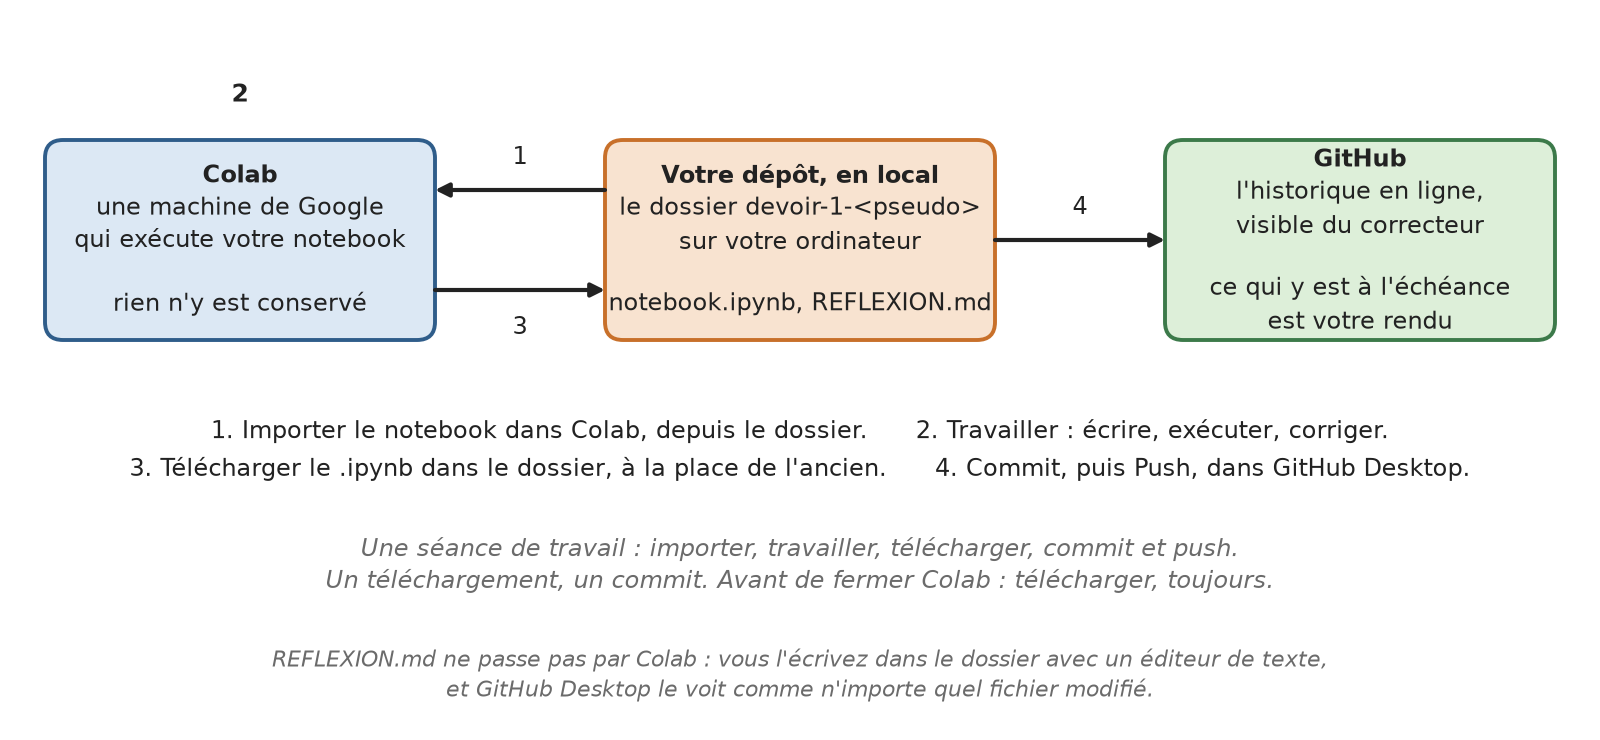 2
Colab
une machine de Google
qui exécute votre notebook
rien n'y est conservé
1
3
Votre dépôt, en local
le dossier devoir-1-<pseudo>
sur votre ordinateur
notebook.ipynb, REFLEXION.md
4
GitHub
l'historique en ligne,
visible du correcteur
ce qui y est à l'échéance
est votre rendu
1. Importer le notebook dans Colab, depuis le dossier. 2. Travailler : écrire, exécuter, corriger.
3. Télécharger le .ipynb dans le dossier, à la place de l'ancien. 4. Commit, puis Push, dans GitHub Desktop.
Une séance de travail : importer, travailler, télécharger, commit et push.
Un téléchargement, un commit. Avant de fermer Colab : télécharger, toujours.
REFLEXION.md ne passe pas par Colab : vous l'écrivez dans le dossier avec un éditeur de texte,
et GitHub Desktop le voit comme n'importe quel fichier modifié.